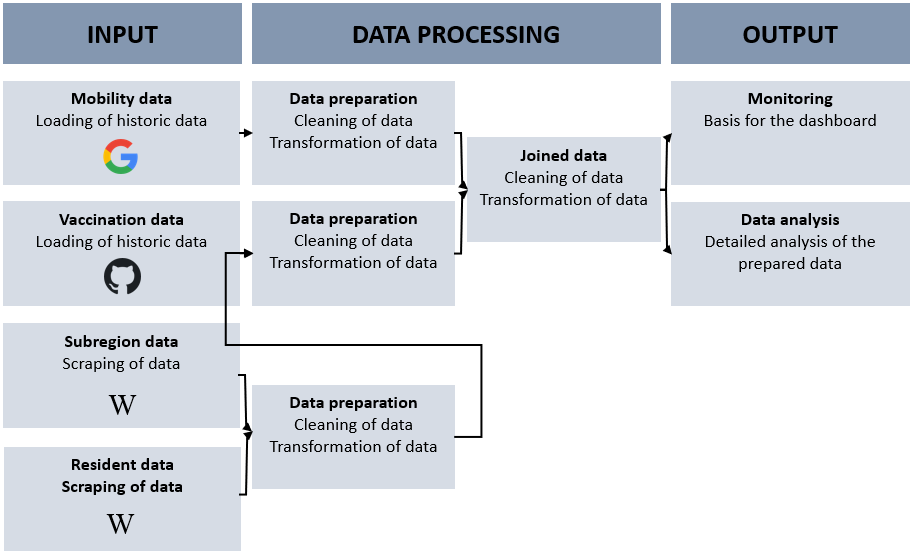 INPUT
DATA PROCESSING
OUTPUT
Mobility data
Loading of historic data
G
Data preparation
Cleaning of data
Transformation of data
Joined data
Cleaning of data
Transformation of data
Monitoring
Basis for the dashboard
Vaccination data
Loading of historic data
Data preparation
Cleaning of data
Transformation of data
Data analysis
Detailed analysis of the
prepared data
Subregion data
Scraping of data
W
Data preparation
Cleaning of data
Transformation of data
Resident data
Scraping of data
W